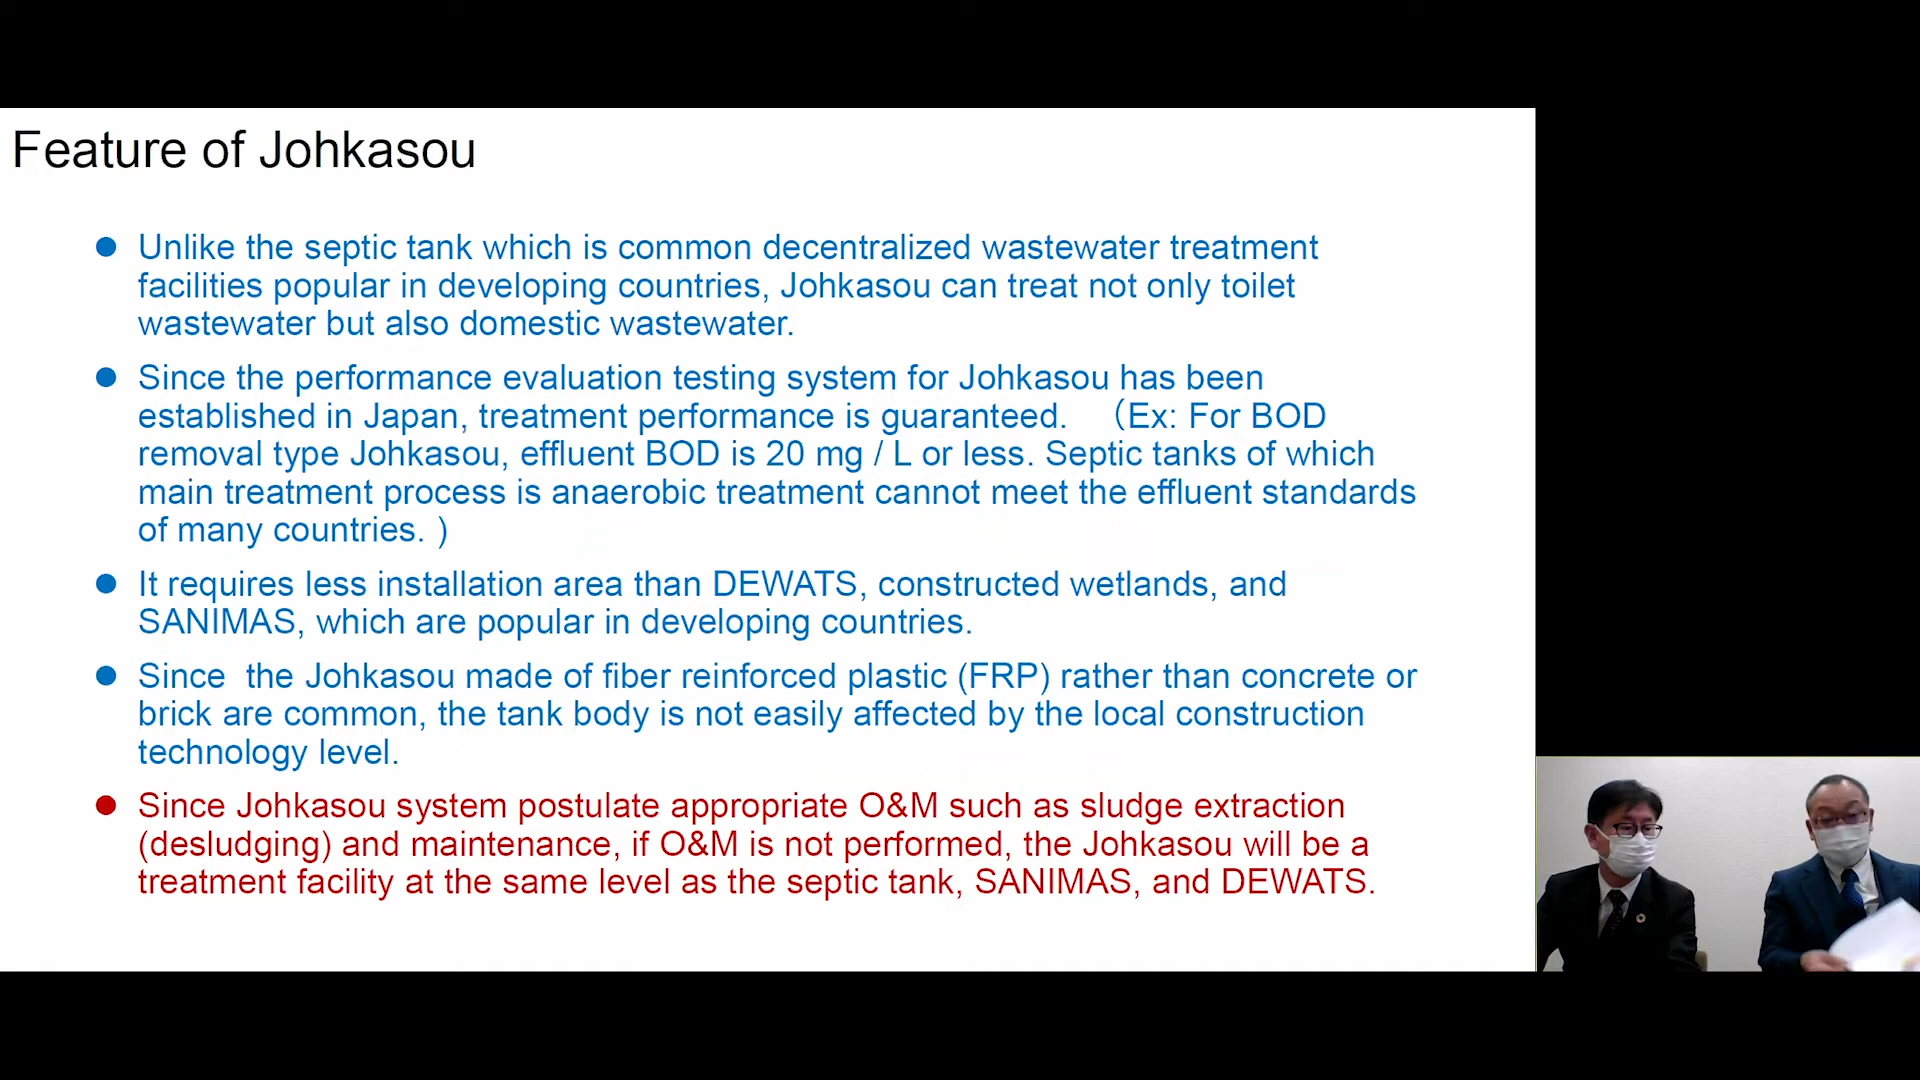 Feature of Johkasou
● Unlike the septic tank which is common decentralized wastewater treatment
facilities popular in developing countries, Johkasou can treat not only toilet
wastewater but also domestic wastewater.
● Since the performance evaluation testing system for Johkasou has been
established in Japan, treatment performance is guaranteed. （Ex: For BOD
removal type Johkasou, effluent BOD is 20 mg / L or less. Septic tanks of which
main treatment process is anaerobic treatment cannot meet the effluent standards
of many countries. )
● It requires less installation area than DEWATS, constructed wetlands, and
SANIMAS, which are popular in developing countries.
● Since the Johkasou made of fiber reinforced plastic (FRP) rather than concrete or
brick are common, the tank body is not easily affected by the local construction
technology level.
● Since Johkasou system postulate appropriate O&M such as sludge extraction
(desludging) and maintenance, if O&M is not performed, the Johkasou will be a
treatment facility at the same level as the septic tank, SANIMAS, and DEWATS.